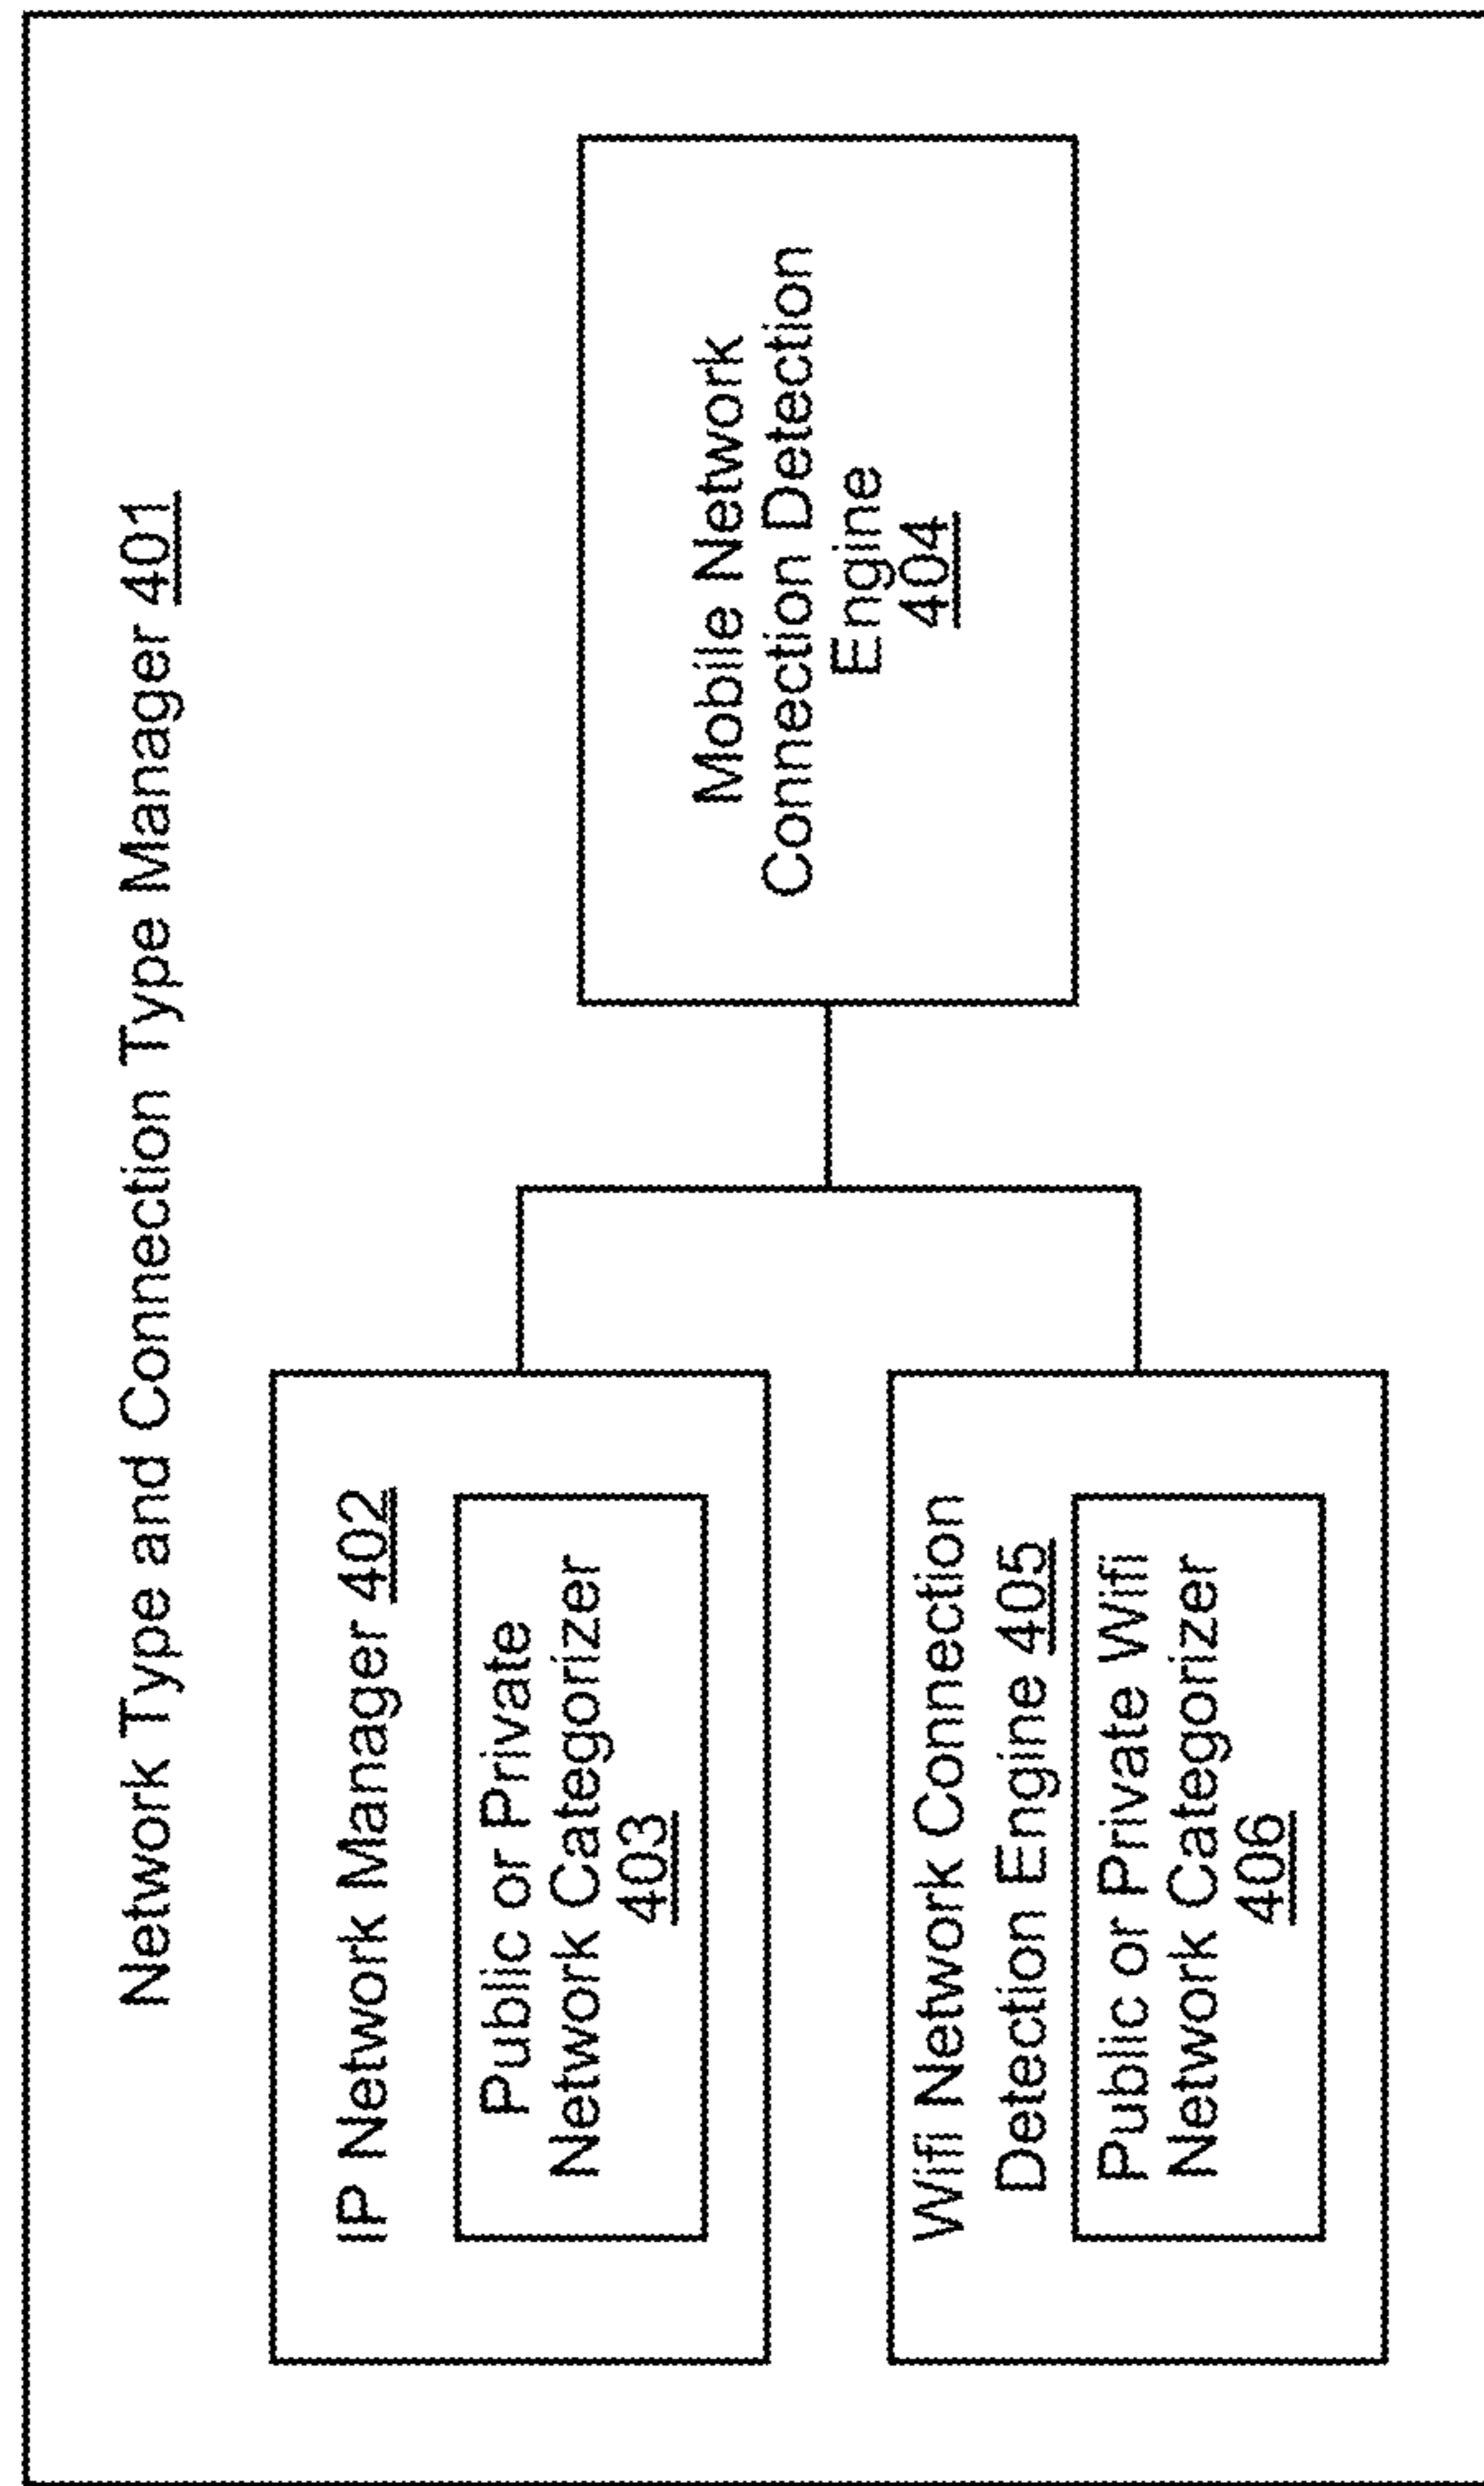 Network Type and Connection Type Manager 401
IP Network Manager 402
Public or Private
Network Categorizer
403
Mobile Network
Connection Detection
Engine
404
Wifi Network Connection
Detection Engine 405
Public or Private Wifi
Network Categorizer
406